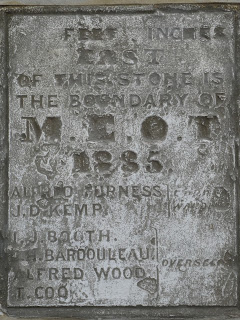 FEET INCHES
EAST
OF THIS STONE IS
THE BOUNDARY OF
M.E.O.T
1885.
ALFRED FURNESS
J.D. KEMP.
I.J. BOOTH.
H. BARDOULEAU.
ALFRED WOOD.
T. COO
OVERSEERS